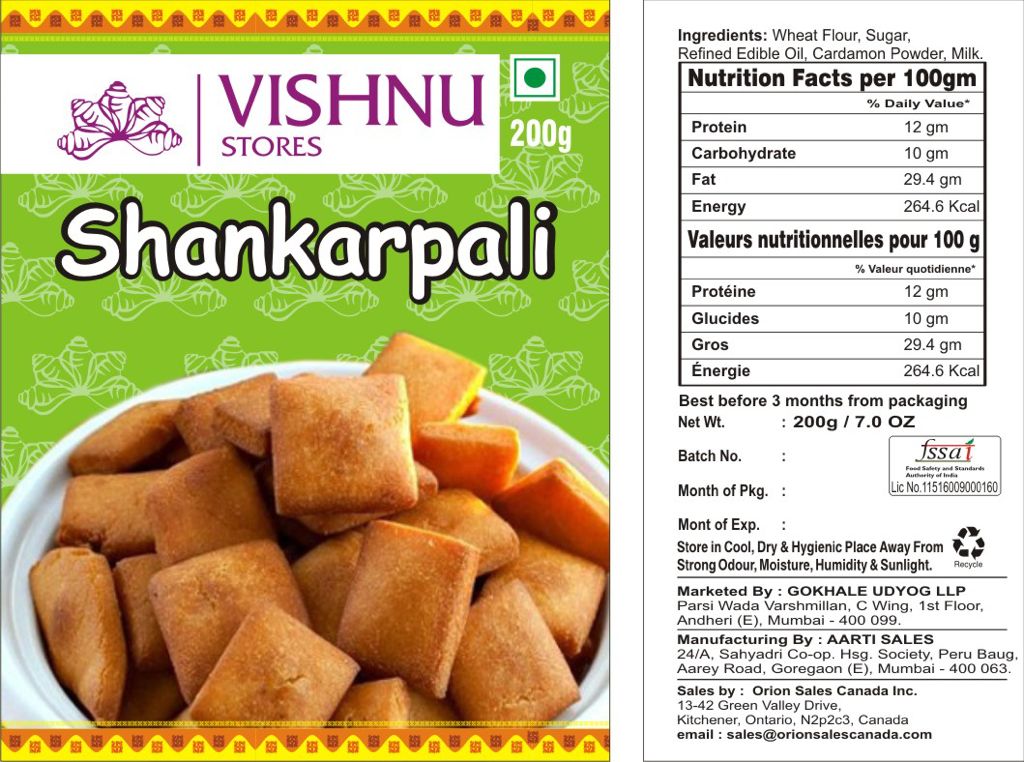 VISHNU
STORES
200g
Shankarpali
Ingredients: Wheat Flour, Sugar,
Refined Edible Oil, Cardamon Powder, Milk.
Nutrition Facts per 100gm
% Daily Value*
Protein 12 gm
Carbohydrate 10 gm
Fat 29.4 gm
Energy 264.6 Kcal
Valeurs nutritionnelles pour 100 g
% Valeur quotidienne*
Protéine 12 gm
Glucides 10 gm
Gros 29.4 gm
Énergie 264.6 Kcal
Best before 3 months from packaging
Net Wt. : 200g / 7.0 OZ
Batch No. :
Month of Pkg. :
Mont of Exp. :
fssai
Food Safety and Standards
Authority of India
Lic No.11516009000160
Store in Cool, Dry & Hygienic Place Away From
Strong Odour, Moisture, Humidity & Sunlight.
Recycle
Marketed By : GOKHALE UDYOG LLP
Parsi Wada Varshmillan, C Wing, 1st Floor,
Andheri (E), Mumbai - 400 099.
Manufacturing By : AARTI SALES
24/A, Sahyadri Co-op. Hsg. Society, Peru Baug,
Aarey Road, Goregaon (E), Mumbai - 400 063.
Sales by : Orion Sales Canada Inc.
13-42 Green Valley Drive,
Kitchener, Ontario, N2p2c3, Canada
email : sales@orionsalescanada.com